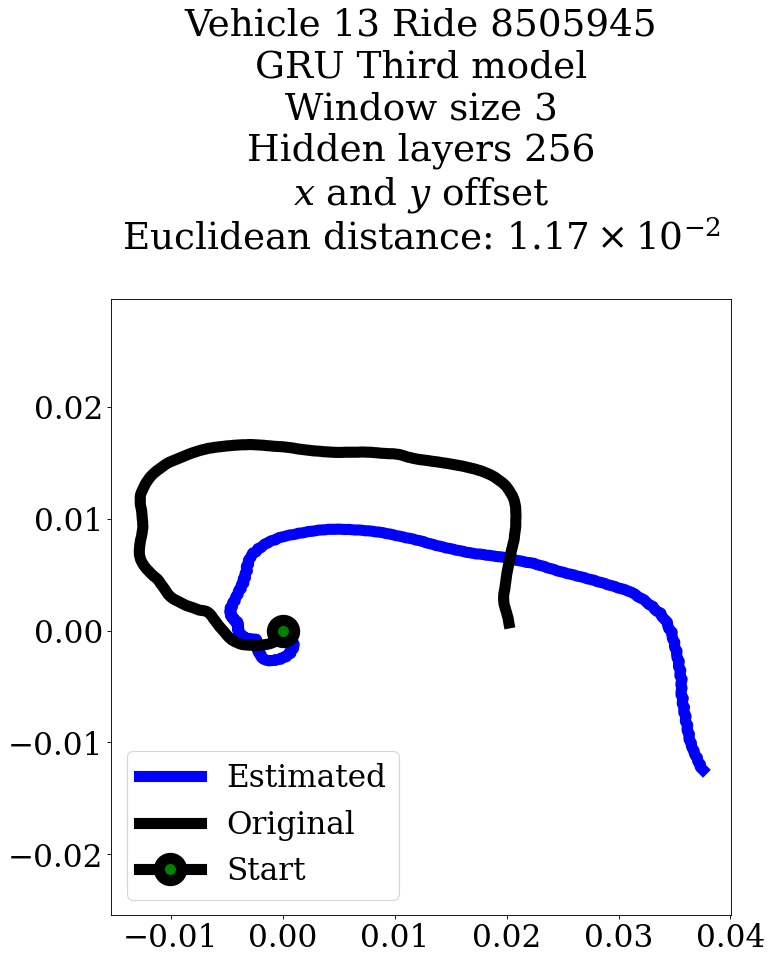 Vehicle 13 Ride 8505945
GRU Third model
Window size 3
Hidden layers 256
x and y offset
Euclidean distance: 1.17 × 10⁻²
0.02
0.01
0.00
−0.01
−0.02
Estimated
Original
Start
−0.01 0.00 0.01 0.02 0.03 0.04